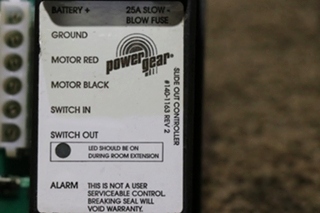 BATTERY + 25A SLOW -
BLOW FUSE
GROUND
MOTOR RED
powergear
MOTOR BLACK
SLIDE OUT CONTROLLER
#140-1163 REV 2
SWITCH IN
SWITCH OUT
LED SHOULD BE ON
DURING ROOM EXTENSION
ALARM THIS IS NOT A USER
SERVICEABLE CONTROL.
BREAKING SEAL WILL
VOID WARRANTY.